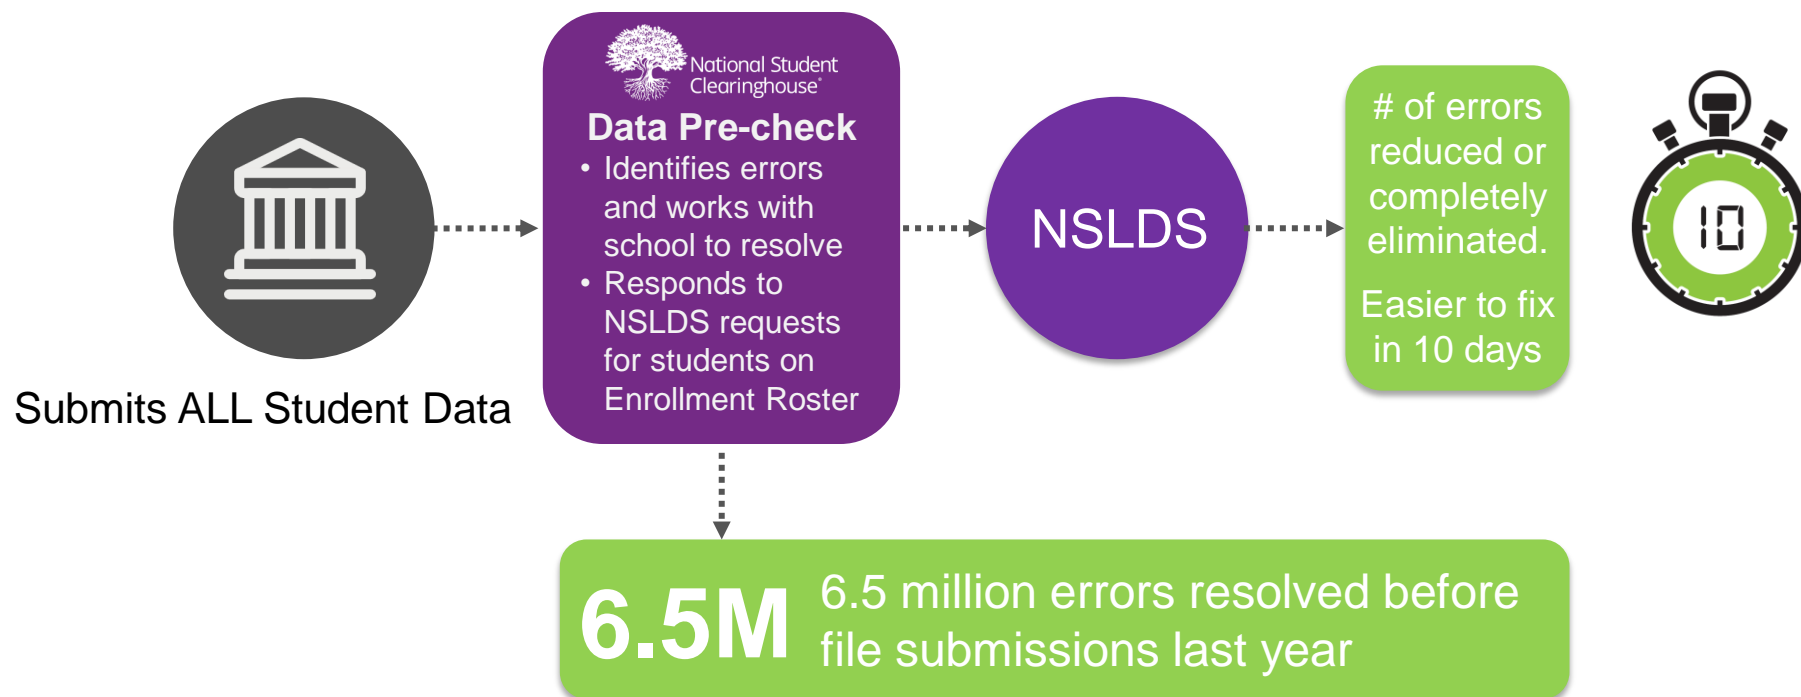 National Student
Clearinghouse®
Data Pre-check
• Identifies errors
and works with
school to resolve
• Responds to
NSLDS requests
for students on
Enrollment Roster
Submits ALL Student Data
NSLDS
# of errors
reduced or
completely
eliminated.
Easier to fix
in 10 days
10
6.5M
6.5 million errors resolved before
file submissions last year